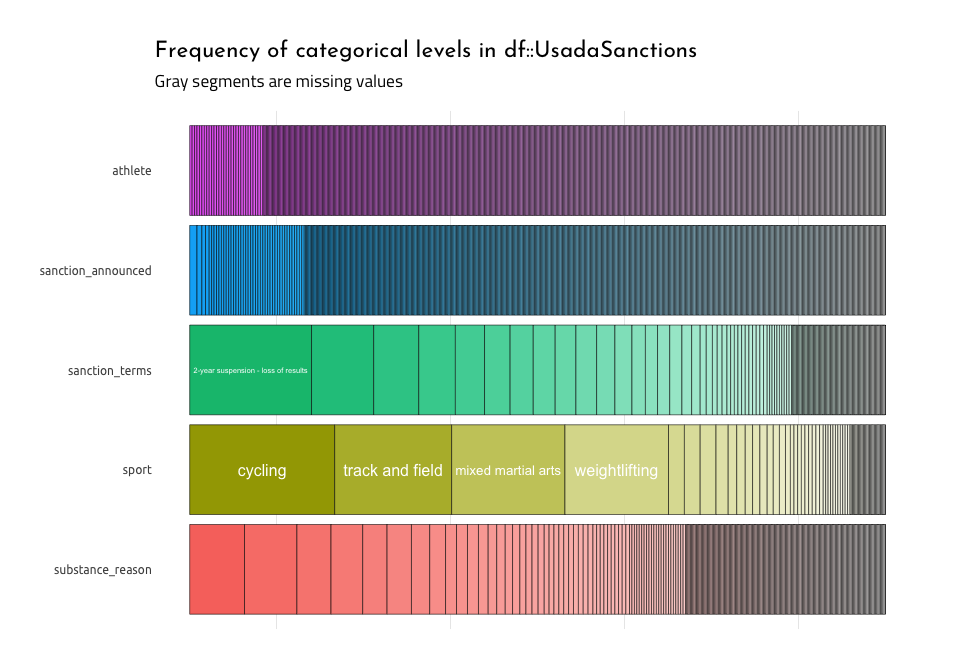 Frequency of categorical levels in df::UsadaSanctions
Gray segments are missing values
athlete
sanction_announced
sanction_terms
2-year suspension - loss of results
sport
cycling
track and field
mixed martial arts
weightlifting
substance_reason